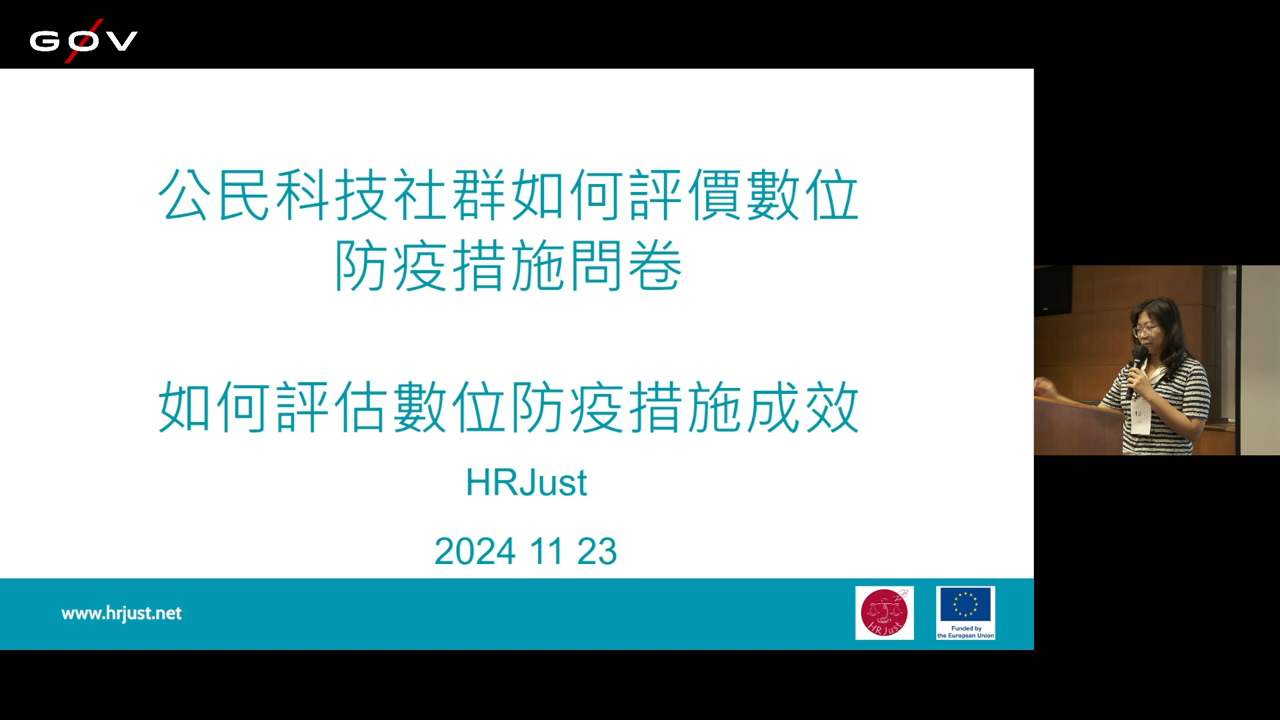 GØV
公民科技社群如何評價數位
防疫措施問卷
如何評估數位防疫措施成效
HRJust
2024 11 23
www.hrjust.net
HRJust
Funded by
the European Union